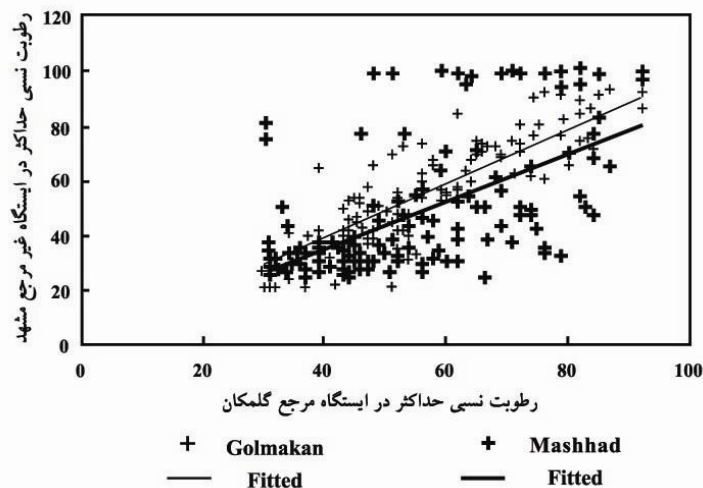 120
100
80
60
40
20
0
رطوبت نسبی حداکثر در ایستگاه غیر مرجع مشهد
0 20 40 60 80 100
رطوبت نسبی حداکثر در ایستگاه مرجع گلمکان
Golmakan Mashhad
Fitted Fitted